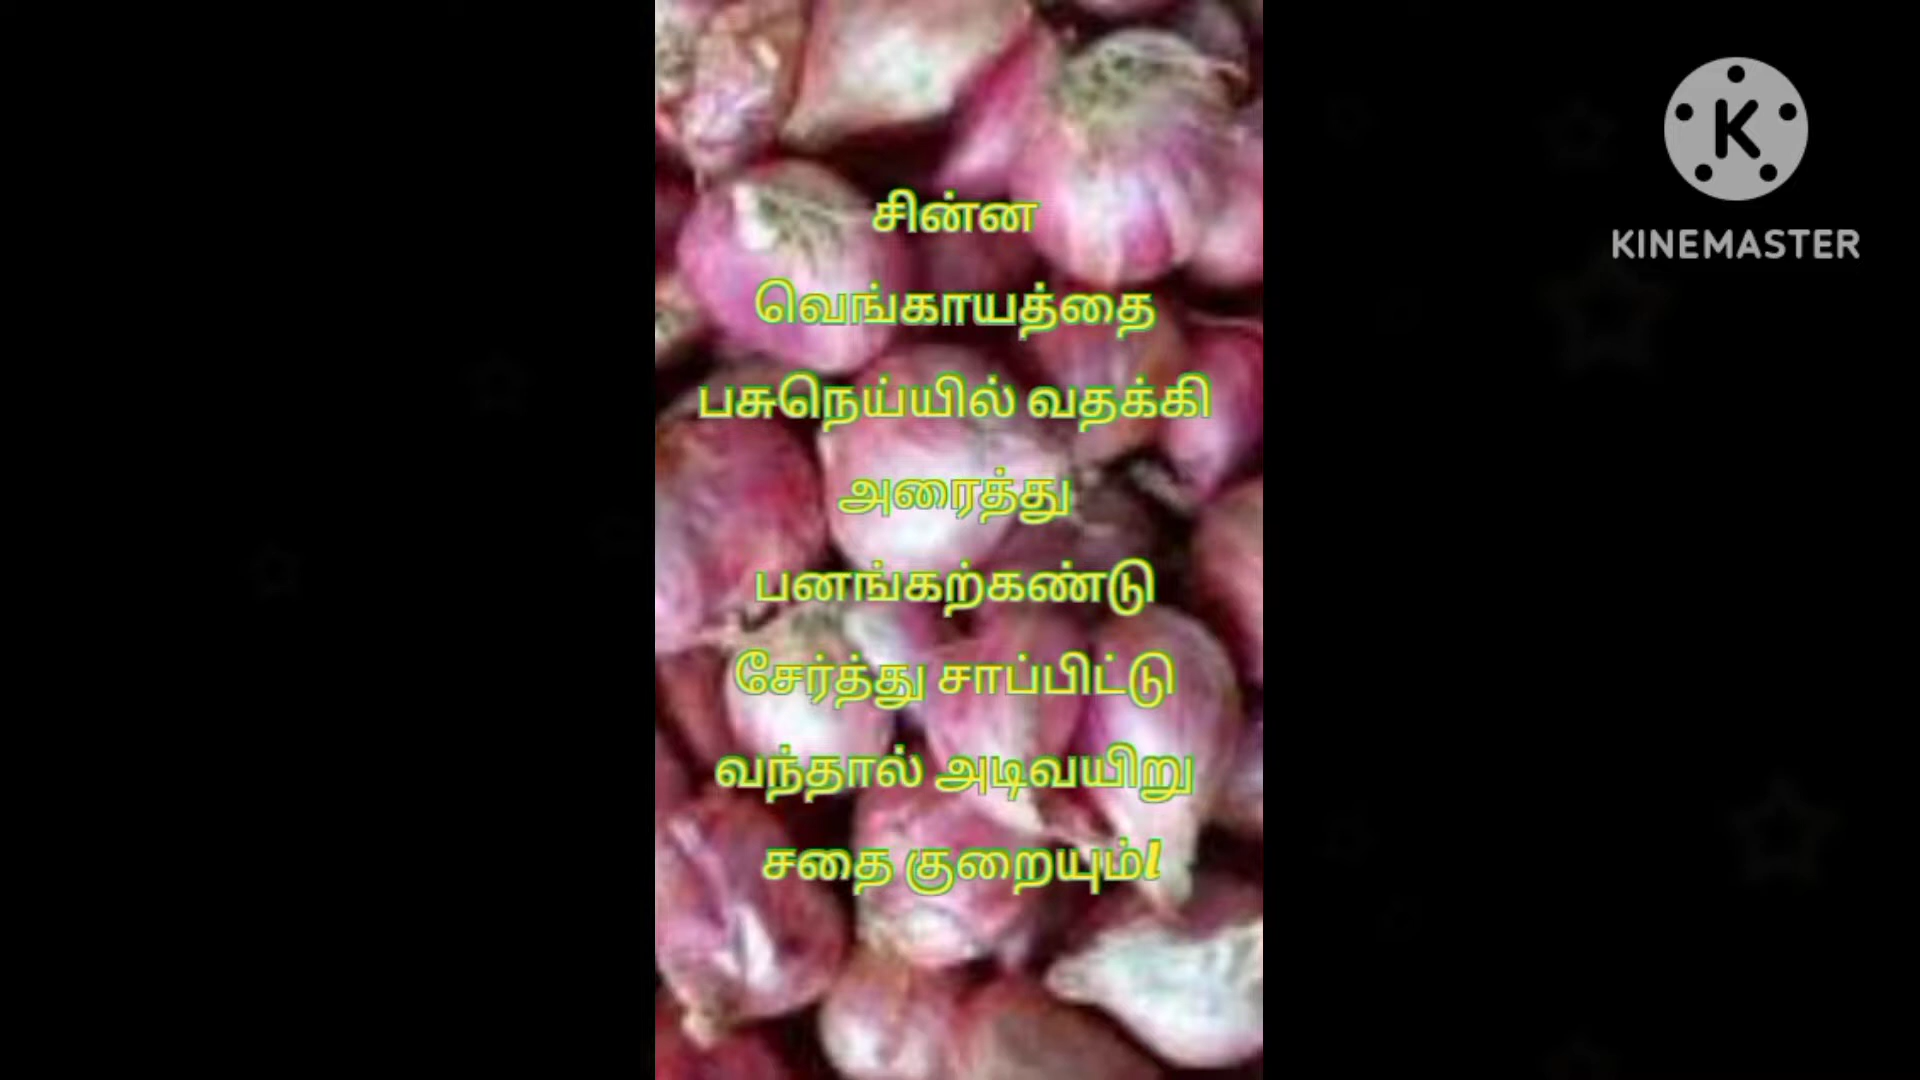 சின்ன
வெங்காயத்தை
பசுநெய்யில் வதக்கி
அரைத்து
பனங்கற்கண்டு
சேர்த்து சாப்பிட்டு
வந்தால் அடிவயிறு
சதை குறையும்l
KINEMASTER